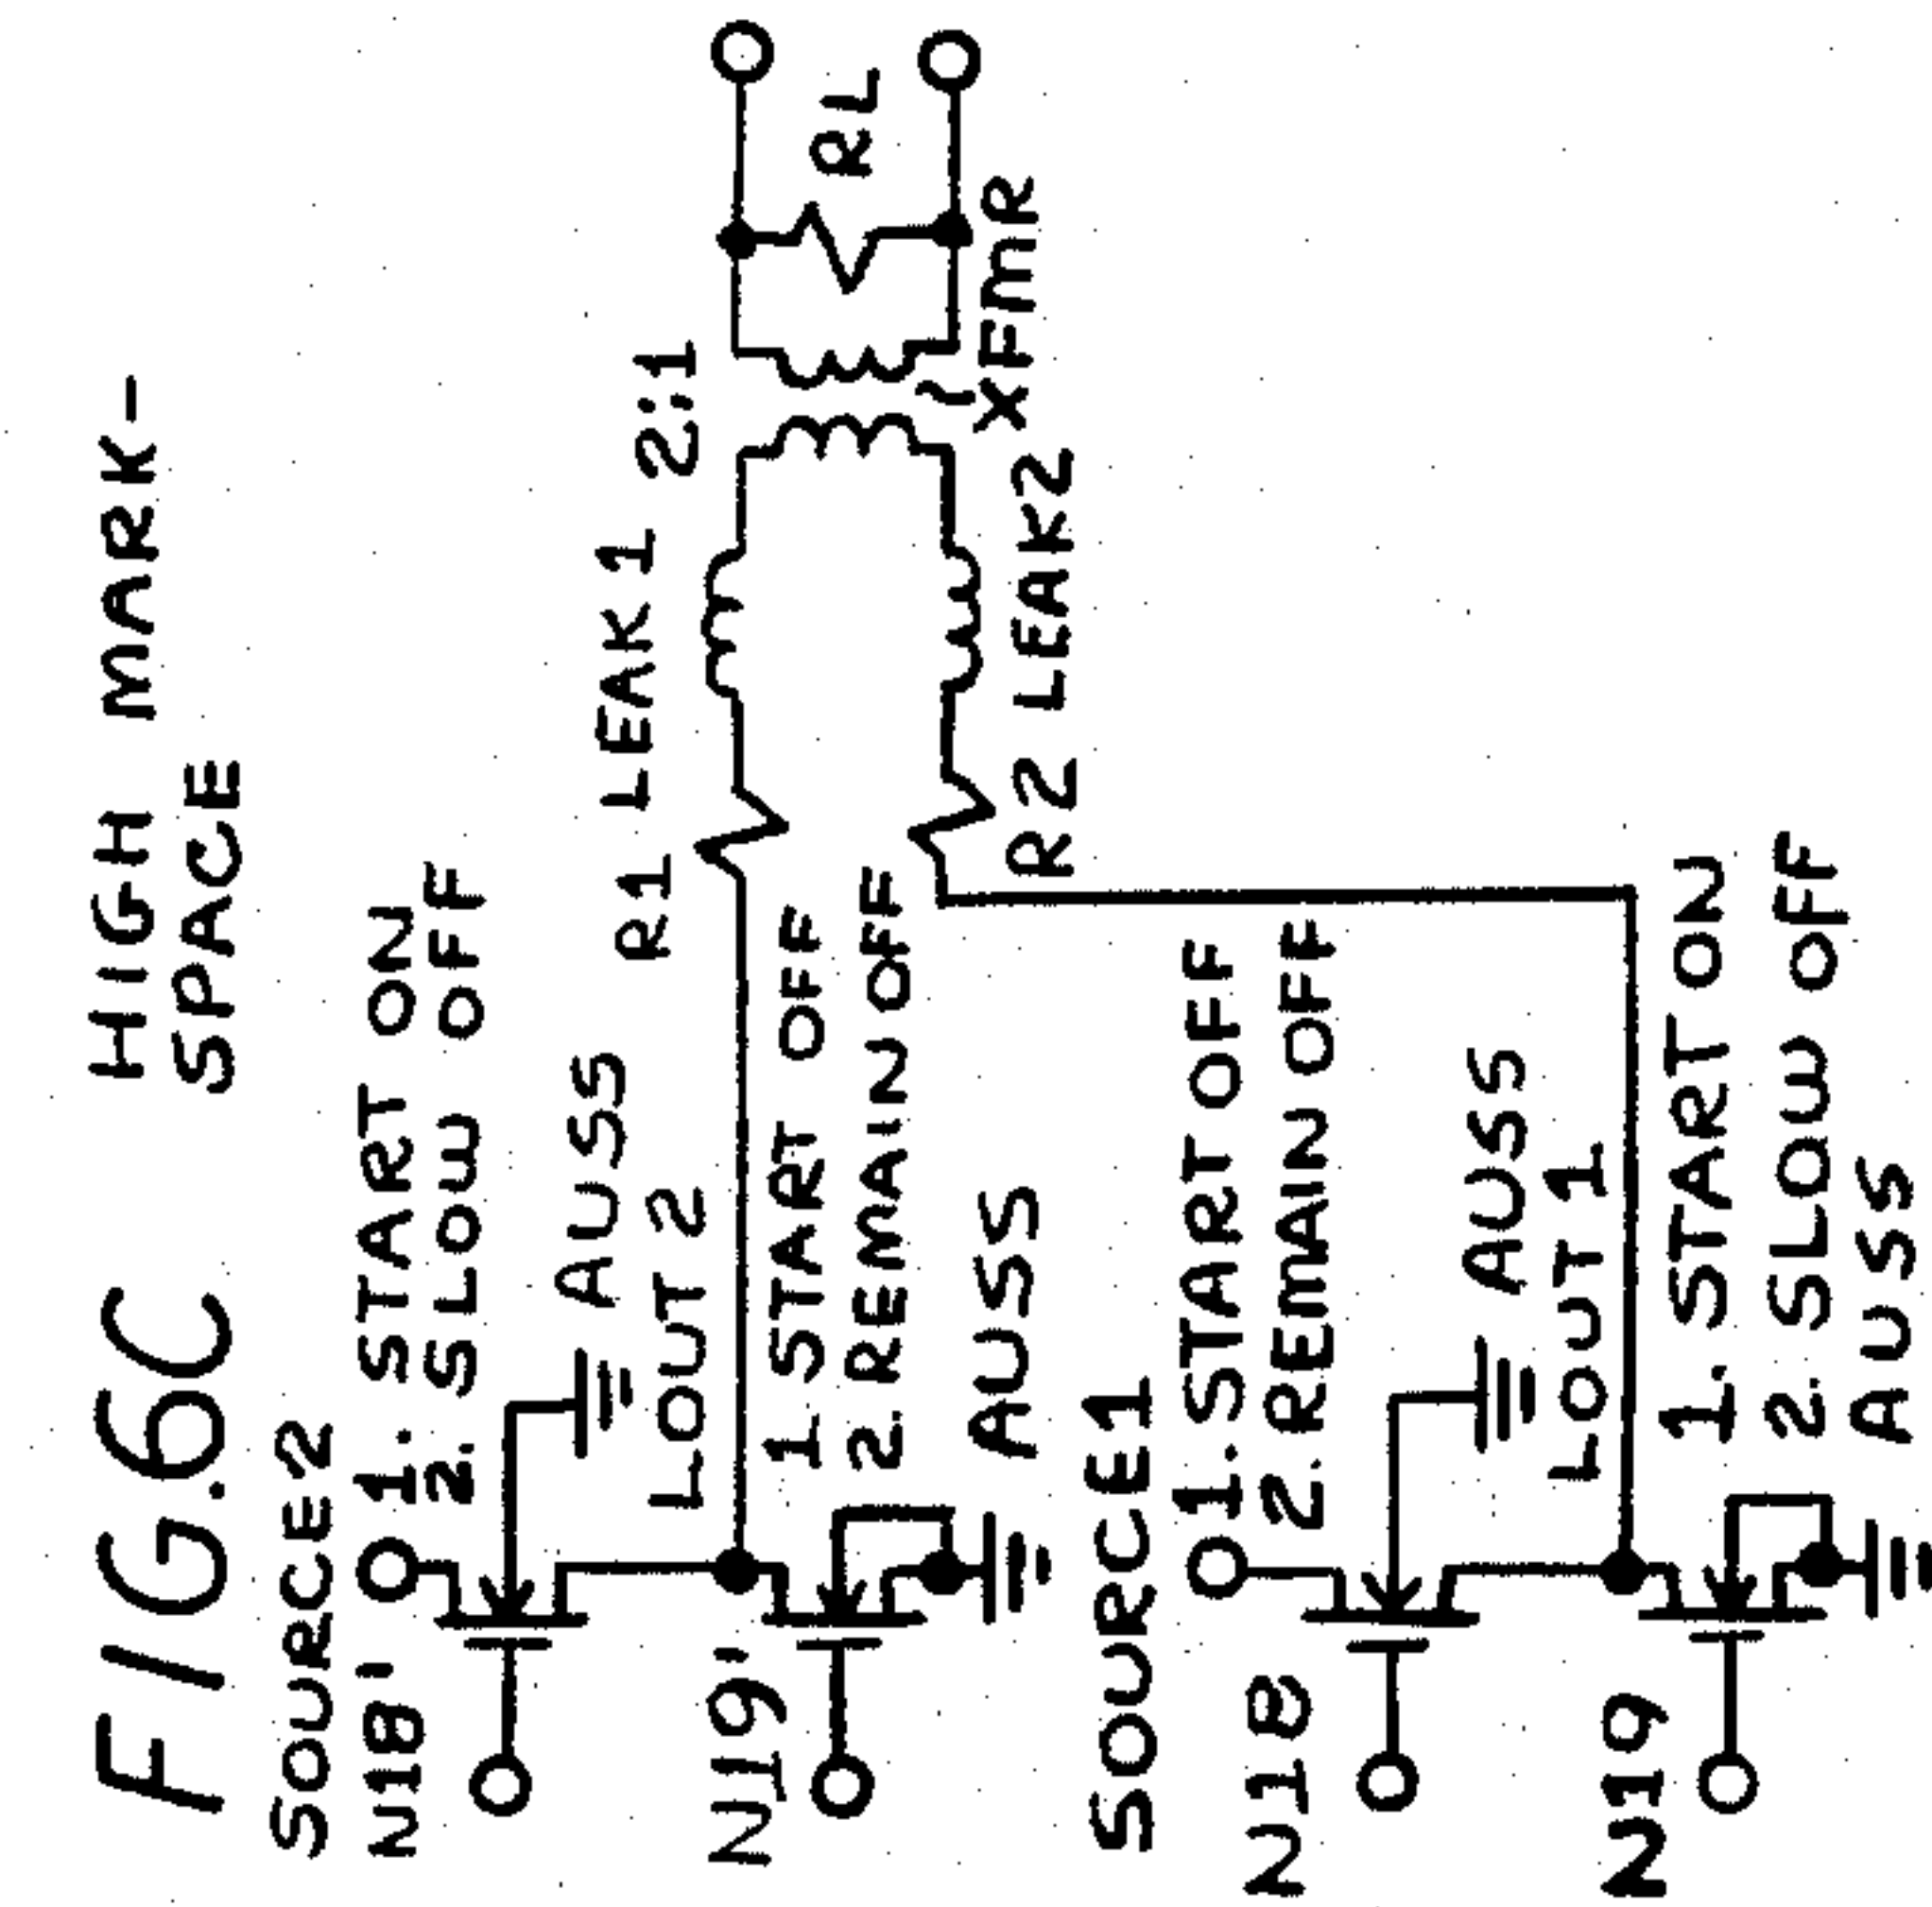 FIG.6C
HIGH MARK-
SPACE
SOURCE2
N18'
1. START ON
2. SLOW OFF
AUSS
LOUT 2
R1
LEAK 1
2:1
RL
N19'
1. START OFF
2. REMAIN OFF
AUSS
R2
LEAK2
XFMR
SOURCE1
N18
1. START OFF
2. REMAIN OFF
AUSS
LOUT 1
N19
1. START ON
2. SLOW OFF
AUSS